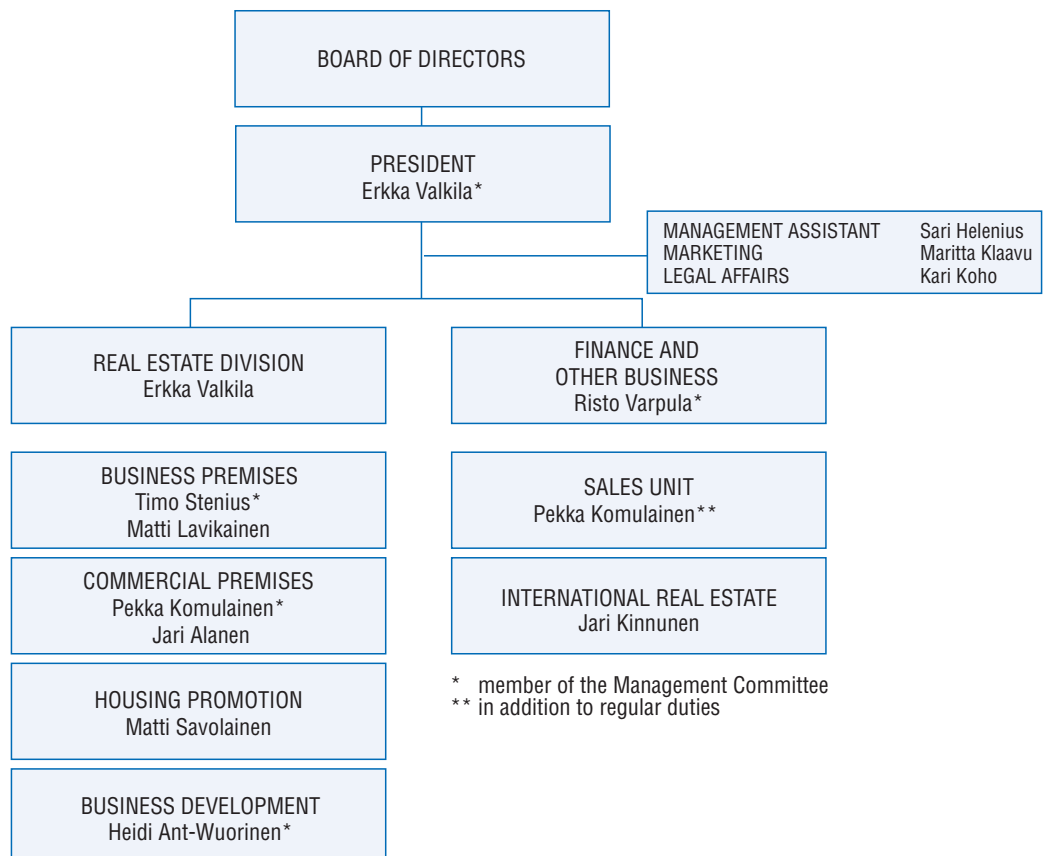 BOARD OF DIRECTORS
PRESIDENT
Erkka Valkila*
MANAGEMENT ASSISTANT Sari Helenius
MARKETING Maritta Klaavu
LEGAL AFFAIRS Kari Koho
REAL ESTATE DIVISION
Erkka Valkila
FINANCE AND
OTHER BUSINESS
Risto Varpula*
BUSINESS PREMISES
Timo Stenius*
Matti Lavikainen
SALES UNIT
Pekka Komulainen**
COMMERCIAL PREMISES
Pekka Komulainen*
Jari Alanen
INTERNATIONAL REAL ESTATE
Jari Kinnunen
HOUSING PROMOTION
Matti Savolainen
BUSINESS DEVELOPMENT
Heidi Ant-Wuorinen*
* member of the Management Committee
** in addition to regular duties